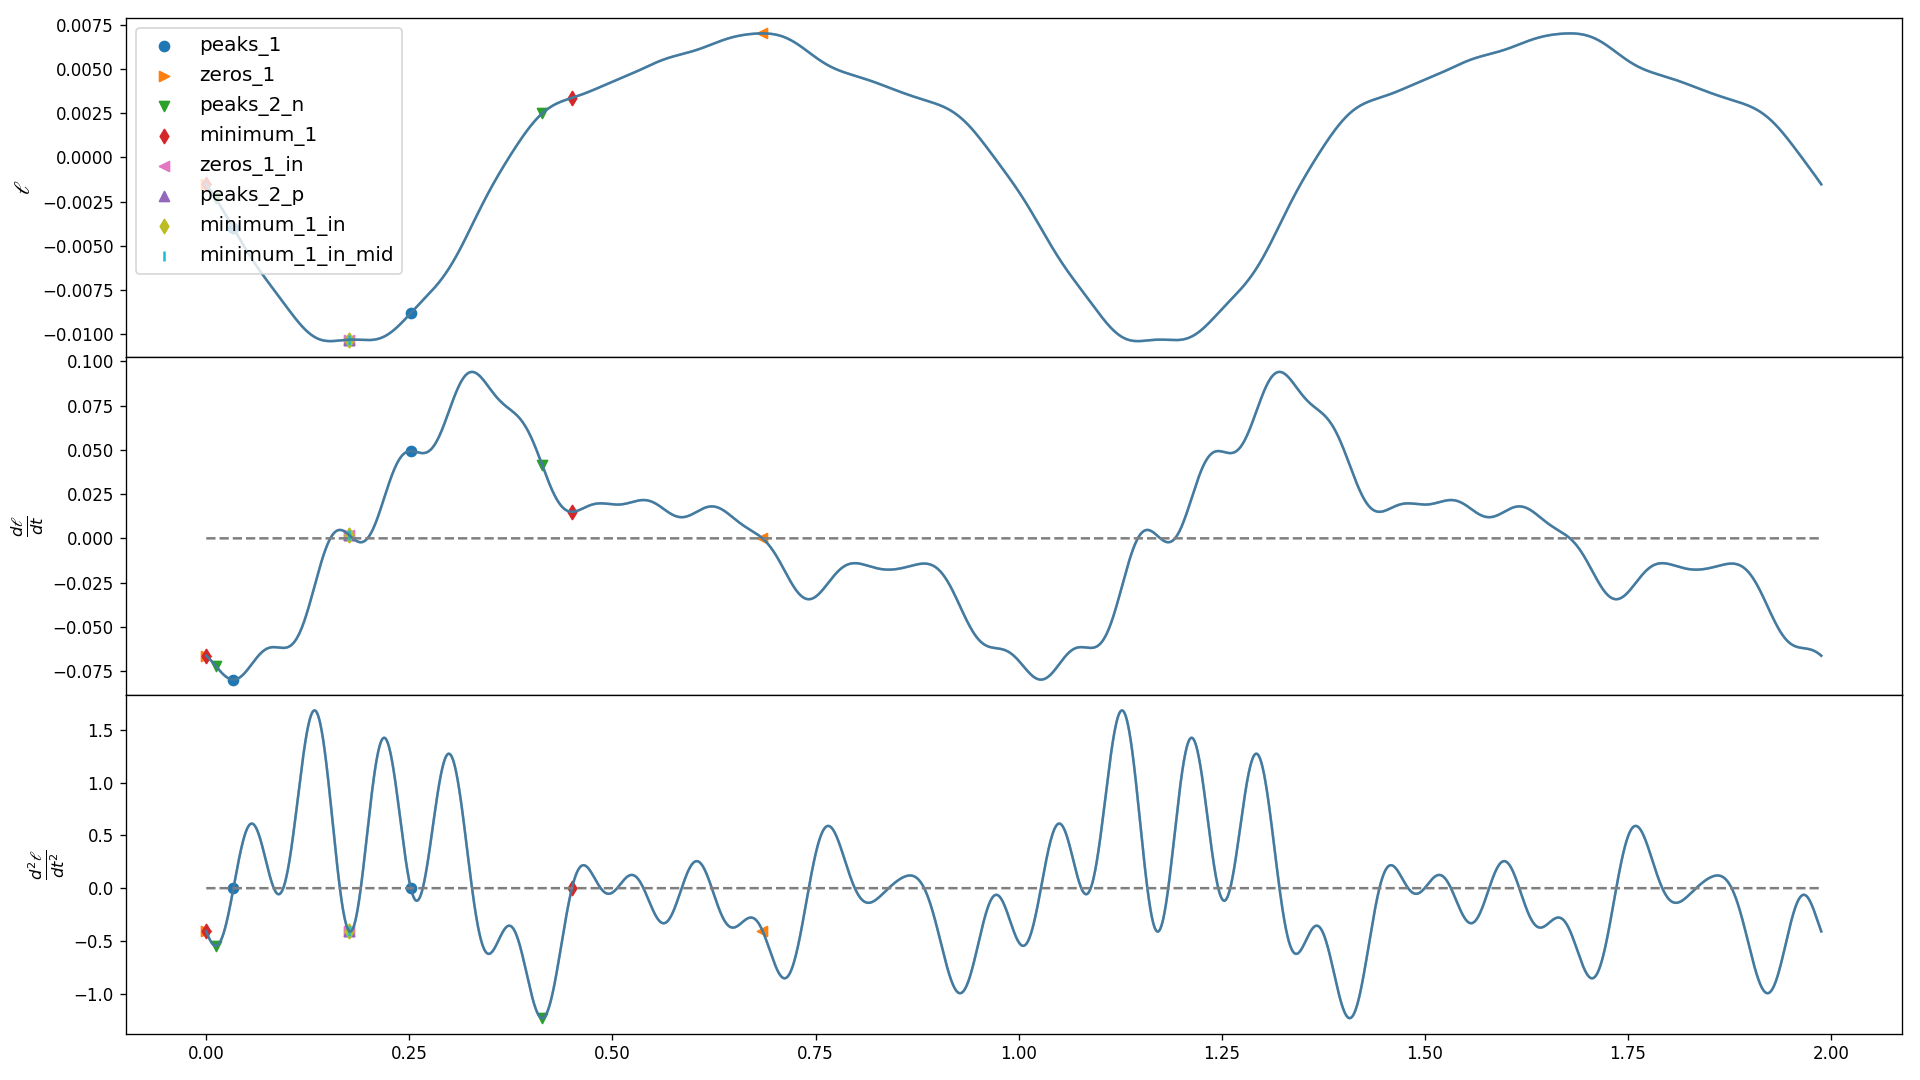 0.0075
0.0050
0.0025
0.0000
−0.0025
−0.0050
−0.0075
−0.0100
ℓ
peaks_1
zeros_1
peaks_2_n
minimum_1
zeros_1_in
peaks_2_p
minimum_1_in
minimum_1_in_mid
0.100
0.075
0.050
0.025
0.000
−0.025
−0.050
−0.075
dℓ
dt
1.5
1.0
0.5
0.0
−0.5
−1.0
d²ℓ
dt²
0.00 0.25 0.50 0.75 1.00 1.25 1.50 1.75 2.00